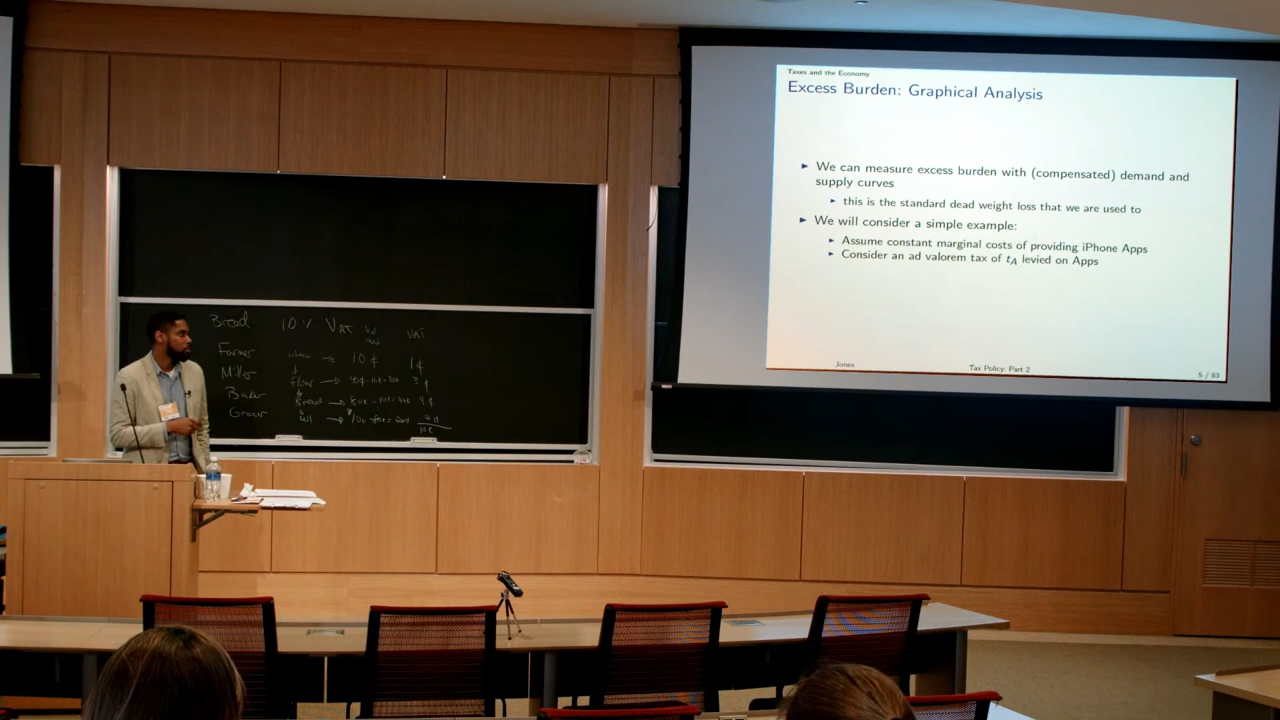 Taxes and the Economy
Excess Burden: Graphical Analysis
► We can measure excess burden with (compensated) demand and
supply curves
► this is the standard dead weight loss that we are used to
► We will consider a simple example:
► Assume constant marginal costs of providing iPhone Apps
► Consider an ad valorem tax of tA levied on Apps
Jones Tax Policy: Part 2 5 / 83
Bread 10% VAT VAT
Farmer 10¢ 1¢
Miller
Baker Bread → 4¢
Grocer